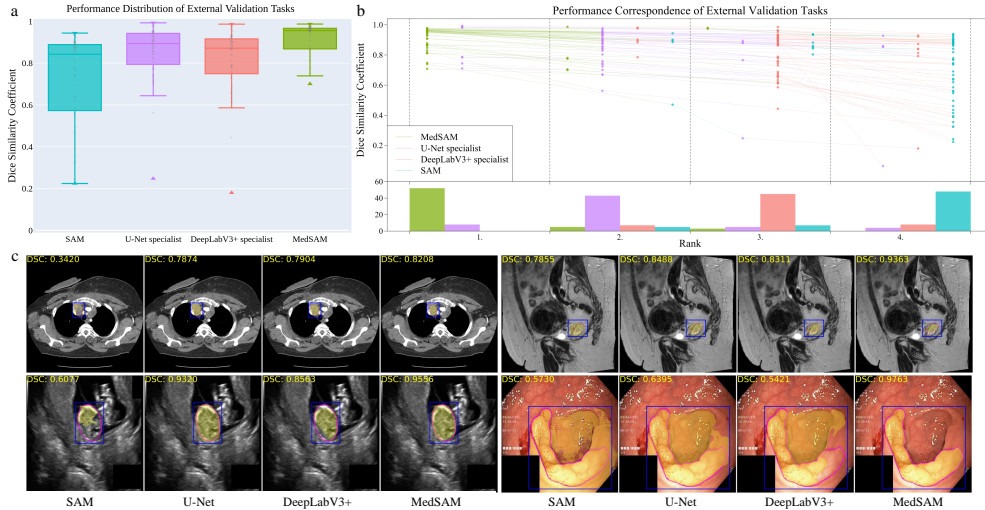 a
Performance Distribution of External Validation Tasks
Dice Similarity Coefficient
1
0.8
0.6
0.4
0.2
0
SAM
U-Net specialist
DeepLabV3+ specialist
MedSAM
b
Performance Correspondence of External Validation Tasks
Dice Similarity Coefficient
1.0
0.8
0.6
0.4
0.2
MedSAM
U-Net specialist
DeepLabV3+ specialist
SAM
60
40
20
0
1.
2.
3.
4.
Rank
c
DSC: 0.3420
DSC: 0.7874
DSC: 0.7904
DSC: 0.8208
DSC: 0.7855
DSC: 0.8488
DSC: 0.8311
DSC: 0.9363
DSC: 0.6077
DSC: 0.9320
DSC: 0.8563
DSC: 0.9556
DSC: 0.5730
DSC: 0.6395
DSC: 0.5421
DSC: 0.9763
SAM
U-Net
DeepLabV3+
MedSAM
SAM
U-Net
DeepLabV3+
MedSAM